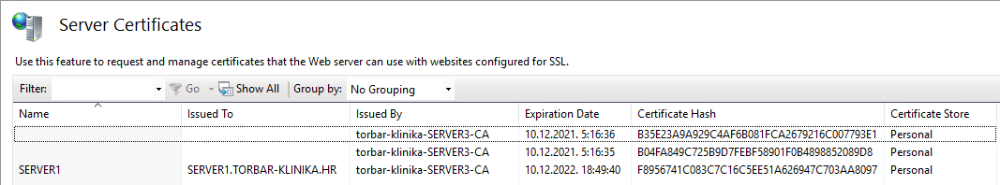 Server Certificates
Use this feature to request and manage certificates that the Web server can use with websites configured for SSL.
Filter: Go Show All Group by: No Grouping
Name Issued To Issued By Expiration Date Certificate Hash Certificate Store
torbar-klinika-SERVER3-CA 10.12.2021. 5:16:36 B35E23A9A929C4AF6B081FCA2679216C007793E1 Personal
torbar-klinika-SERVER3-CA 10.12.2021. 5:16:35 B04FA849C725B9D7FEBF58901F0B4898852089D8 Personal
SERVER1 SERVER1.TORBAR-KLINIKA.HR torbar-klinika-SERVER3-CA 10.12.2022. 18:49:40 F8956741C083C7C16C5EE51A626947C703AA8097 Personal